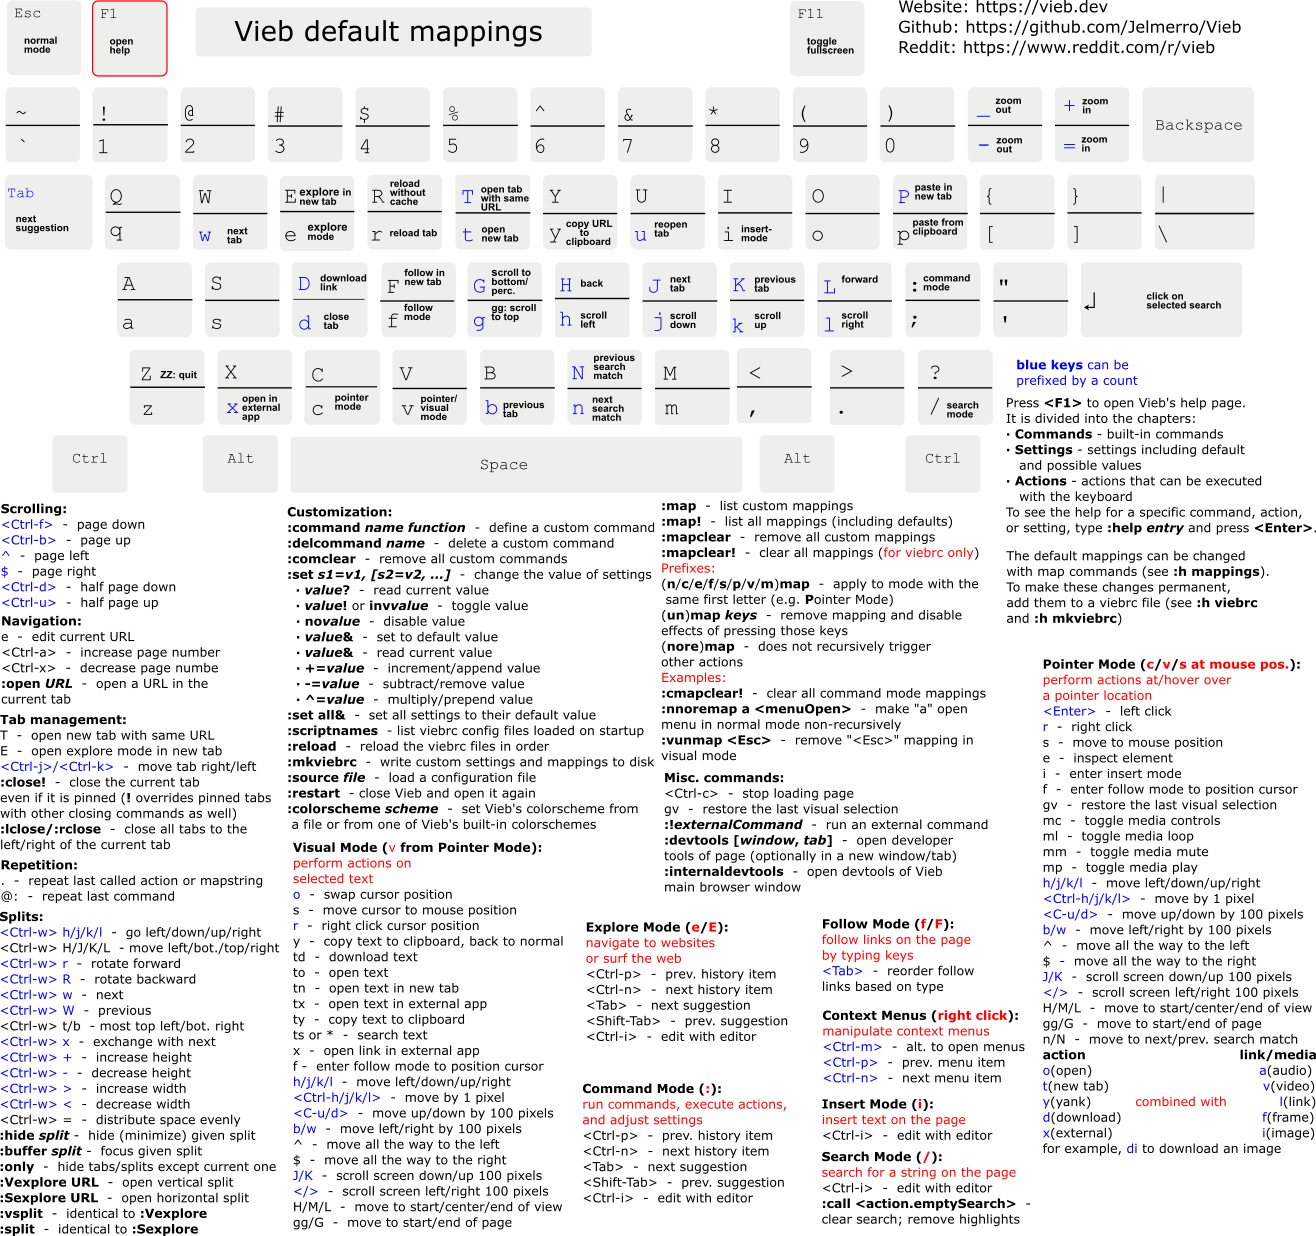 Esc
normal
mode
F1
open
help
Vieb default mappings
F11
toggle
fullscreen
Website: https://vieb.dev
Github: https://github.com/Jelmerro/Vieb
Reddit: https://www.reddit.com/r/vieb
~
`
!
1
@
2
#
3
$
4
%
5
^
6
&
7
*
8
(
9
)
0
_ zoom
out
- zoom
out
+ zoom
in
= zoom
in
Backspace
Tab
next
suggestion
Q
q
W
w next
tab
E explore in
new tab
e explore
mode
R reload
without
cache
r reload tab
T open tab
with same
URL
t open
new tab
Y
y copy URL
to
clipboard
U
u reopen
tab
I
i insert-
mode
O
o
P paste in
new tab
p paste from
clipboard
{
[
}
]
|
\
A
a
S
s
D download
link
d close
tab
F follow in
new tab
f follow
mode
G scroll to
bottom/
perc.
g gg: scroll
to top
H back
h scroll
left
J next
tab
j scroll
down
K previous
tab
k scroll
up
L forward
l scroll
right
: command
mode
;
"
'
↲ click on
selected search
Z ZZ: quit
z
X
x open in
external
app
C
c pointer
mode
V
v pointer/
visual
mode
B
b previous
tab
N previous
search
match
n next
search
match
M
m
<
,
>
.
?
/ search
mode
Ctrl
Alt
Space
Alt
Ctrl
blue keys can be
prefixed by a count
Press <F1> to open Vieb's help page.
It is divided into the chapters:
· Commands - built-in commands
· Settings - settings including default
and possible values
· Actions - actions that can be executed
with the keyboard
To see the help for a specific command, action,
or setting, type :help entry and press <Enter>.
The default mappings can be changed
with map commands (see :h mappings).
To make these changes permanent,
add them to a viebrc file (see :h viebrc
and :h mkviebrc)
Scrolling:
<Ctrl-f> - page down
<Ctrl-b> - page up
^ - page left
$ - page right
<Ctrl-d> - half page down
<Ctrl-u> - half page up
Navigation:
e - edit current URL
<Ctrl-a> - increase page number
<Ctrl-x> - decrease page numbe
:open URL - open a URL in the
current tab
Tab management:
T - open new tab with same URL
E - open explore mode in new tab
<Ctrl-j>/<Ctrl-k> - move tab right/left
:close! - close the current tab
even if it is pinned (! overrides pinned tabs
with other closing commands as well)
:lclose/:rclose - close all tabs to the
left/right of the current tab
Repetition:
. - repeat last called action or mapstring
@: - repeat last command
Splits:
<Ctrl-w> h/j/k/l - go left/down/up/right
<Ctrl-w> H/J/K/L - move left/bot./top/right
<Ctrl-w> r - rotate forward
<Ctrl-w> R - rotate backward
<Ctrl-w> w - next
<Ctrl-w> W - previous
<Ctrl-w> t/b - most top left/bot. right
<Ctrl-w> x - exchange with next
<Ctrl-w> + - increase height
<Ctrl-w> - - decrease height
<Ctrl-w> > - increase width
<Ctrl-w> < - decrease width
<Ctrl-w> = - distribute space evenly
:hide split - hide (minimize) given split
:buffer split - focus given split
:only - hide tabs/splits except current one
:Vexplore URL - open vertical split
:Sexplore URL - open horizontal split
:vsplit - identical to :Vexplore
:split - identical to :Sexplore
Customization:
:command name function - define a custom command
:delcommand name - delete a custom command
:comclear - remove all custom commands
:set s1=v1, [s2=v2, ...] - change the value of settings
· value? - read current value
· value! or invvalue - toggle value
· novalue - disable value
· value& - set to default value
· value& - read current value
· +=value - increment/append value
· -=value - subtract/remove value
· ^=value - multiply/prepend value
:set all& - set all settings to their default value
:scriptnames - list viebrc config files loaded on startup
:reload - reload the viebrc files in order
:mkviebrc - write custom settings and mappings to disk
:source file - load a configuration file
:restart - close Vieb and open it again
:colorscheme scheme - set Vieb's colorscheme from
a file or from one of Vieb's built-in colorschemes
Visual Mode (v from Pointer Mode):
perform actions on
selected text
o - swap cursor position
s - move cursor to mouse position
r - right click cursor position
y - copy text to clipboard, back to normal
td - download text
to - open text
tn - open text in new tab
tx - open text in external app
ty - copy text to clipboard
ts or * - search text
x - open link in external app
f - enter follow mode to position cursor
h/j/k/l - move left/down/up/right
<Ctrl-h/j/k/l> - move by 1 pixel
<C-u/d> - move up/down by 100 pixels
b/w - move left/right by 100 pixels
^ - move all the way to the left
$ - move all the way to the right
J/K - scroll screen down/up 100 pixels
</> - scroll screen left/right 100 pixels
H/M/L - move to start/center/end of view
gg/G - move to start/end of page
:map - list custom mappings
:map! - list all mappings (including defaults)
:mapclear - remove all custom mappings
:mapclear! - clear all mappings (for viebrc only)
Prefixes:
(n/c/e/f/s/p/v/m)map - apply to mode with the
same first letter (e.g. Pointer Mode)
(un)map keys - remove mapping and disable
effects of pressing those keys
(nore)map - does not recursively trigger
other actions
Examples:
:cmapclear! - clear all command mode mappings
:nnoremap a <menuOpen> - make "a" open
menu in normal mode non-recursively
:vunmap <Esc> - remove "<Esc>" mapping in
visual mode
Misc. commands:
<Ctrl-c> - stop loading page
gv - restore the last visual selection
:!externalCommand - run an external command
:devtools [window, tab] - open developer
tools of page (optionally in a new window/tab)
:internaldevtools - open devtools of Vieb
main browser window
Explore Mode (e/E):
navigate to websites
or surf the web
<Ctrl-p> - prev. history item
<Ctrl-n> - next history item
<Tab> - next suggestion
<Shift-Tab> - prev. suggestion
<Ctrl-i> - edit with editor
Command Mode (:):
run commands, execute actions,
and adjust settings
<Ctrl-p> - prev. history item
<Ctrl-n> - next history item
<Tab> - next suggestion
<Shift-Tab> - prev. suggestion
<Ctrl-i> - edit with editor
Follow Mode (f/F):
follow links on the page
by typing keys
<Tab> - reorder follow
links based on type
Context Menus (right click):
manipulate context menus
<Ctrl-m> - alt. to open menus
<Ctrl-p> - prev. menu item
<Ctrl-n> - next menu item
Insert Mode (i):
insert text on the page
<Ctrl-i> - edit with editor
Search Mode (/):
search for a string on the page
<Ctrl-i> - edit with editor
:call <action.emptySearch> -
clear search; remove highlights
Pointer Mode (c/v/s at mouse pos.):
perform actions at/hover over
a pointer location
<Enter> - left click
r - right click
s - move to mouse position
e - inspect element
i - enter insert mode
f - enter follow mode to position cursor
gv - restore the last visual selection
mc - toggle media controls
ml - toggle media loop
mm - toggle media mute
mp - toggle media play
h/j/k/l - move left/down/up/right
<Ctrl-h/j/k/l> - move by 1 pixel
<C-u/d> - move up/down by 100 pixels
b/w - move left/right by 100 pixels
^ - move all the way to the left
$ - move all the way to the right
J/K - scroll screen down/up 100 pixels
</> - scroll screen left/right 100 pixels
H/M/L - move to start/center/end of view
gg/G - move to start/end of page
n/N - move to next/prev. search match
action link/media
o(open) a(audio)
t(new tab) v(video)
y(yank) combined with l(link)
d(download) f(frame)
x(external) i(image)
for example, di to download an image